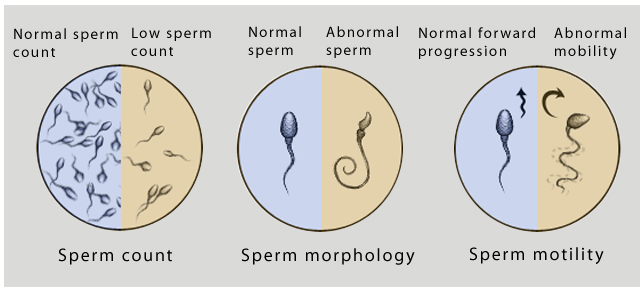 Normal sperm
count
Low sperm
count
Normal
sperm
Abnormal
sperm
Normal forward
progression
Abnormal
mobility
Sperm count
Sperm morphology
Sperm motility